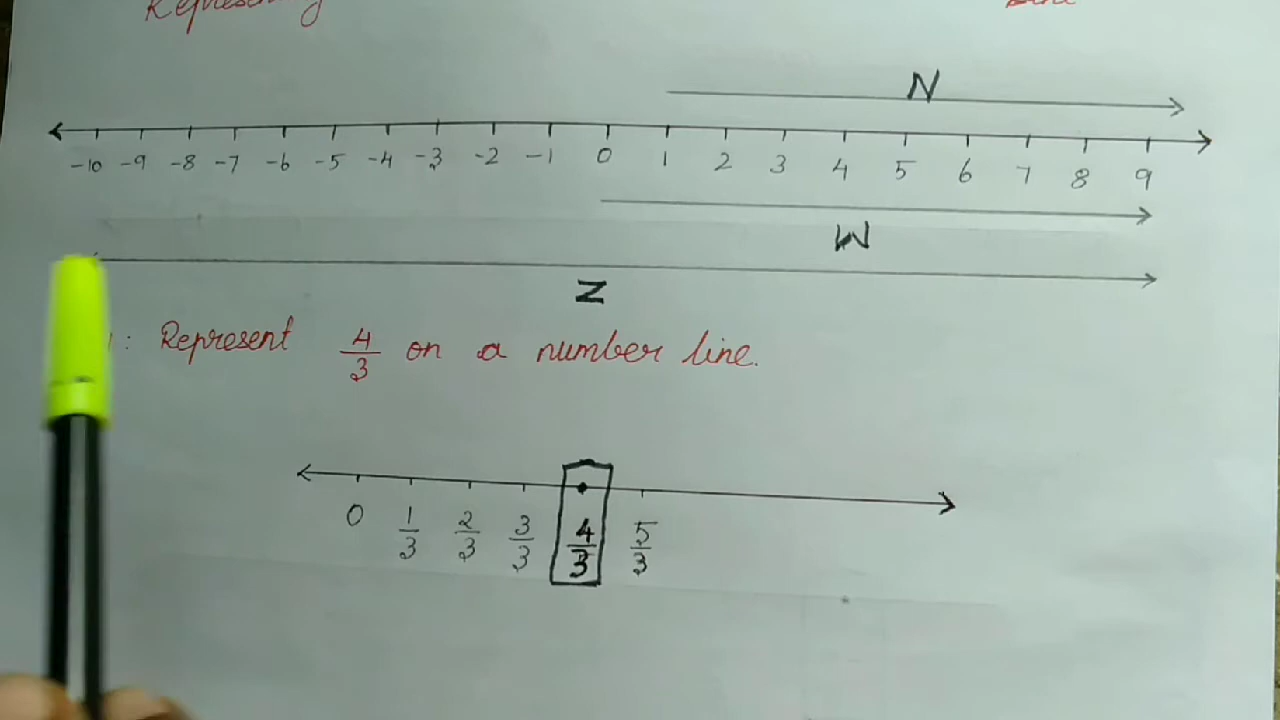 N
-10 -9 -8 -7 -6 -5 -4 -3 -2 -1 0 1 2 3 4 5 6 7 8 9
W
Z
: Represent 4/3 on a number line.
0 1/3 2/3 3/3 4/3 5/3